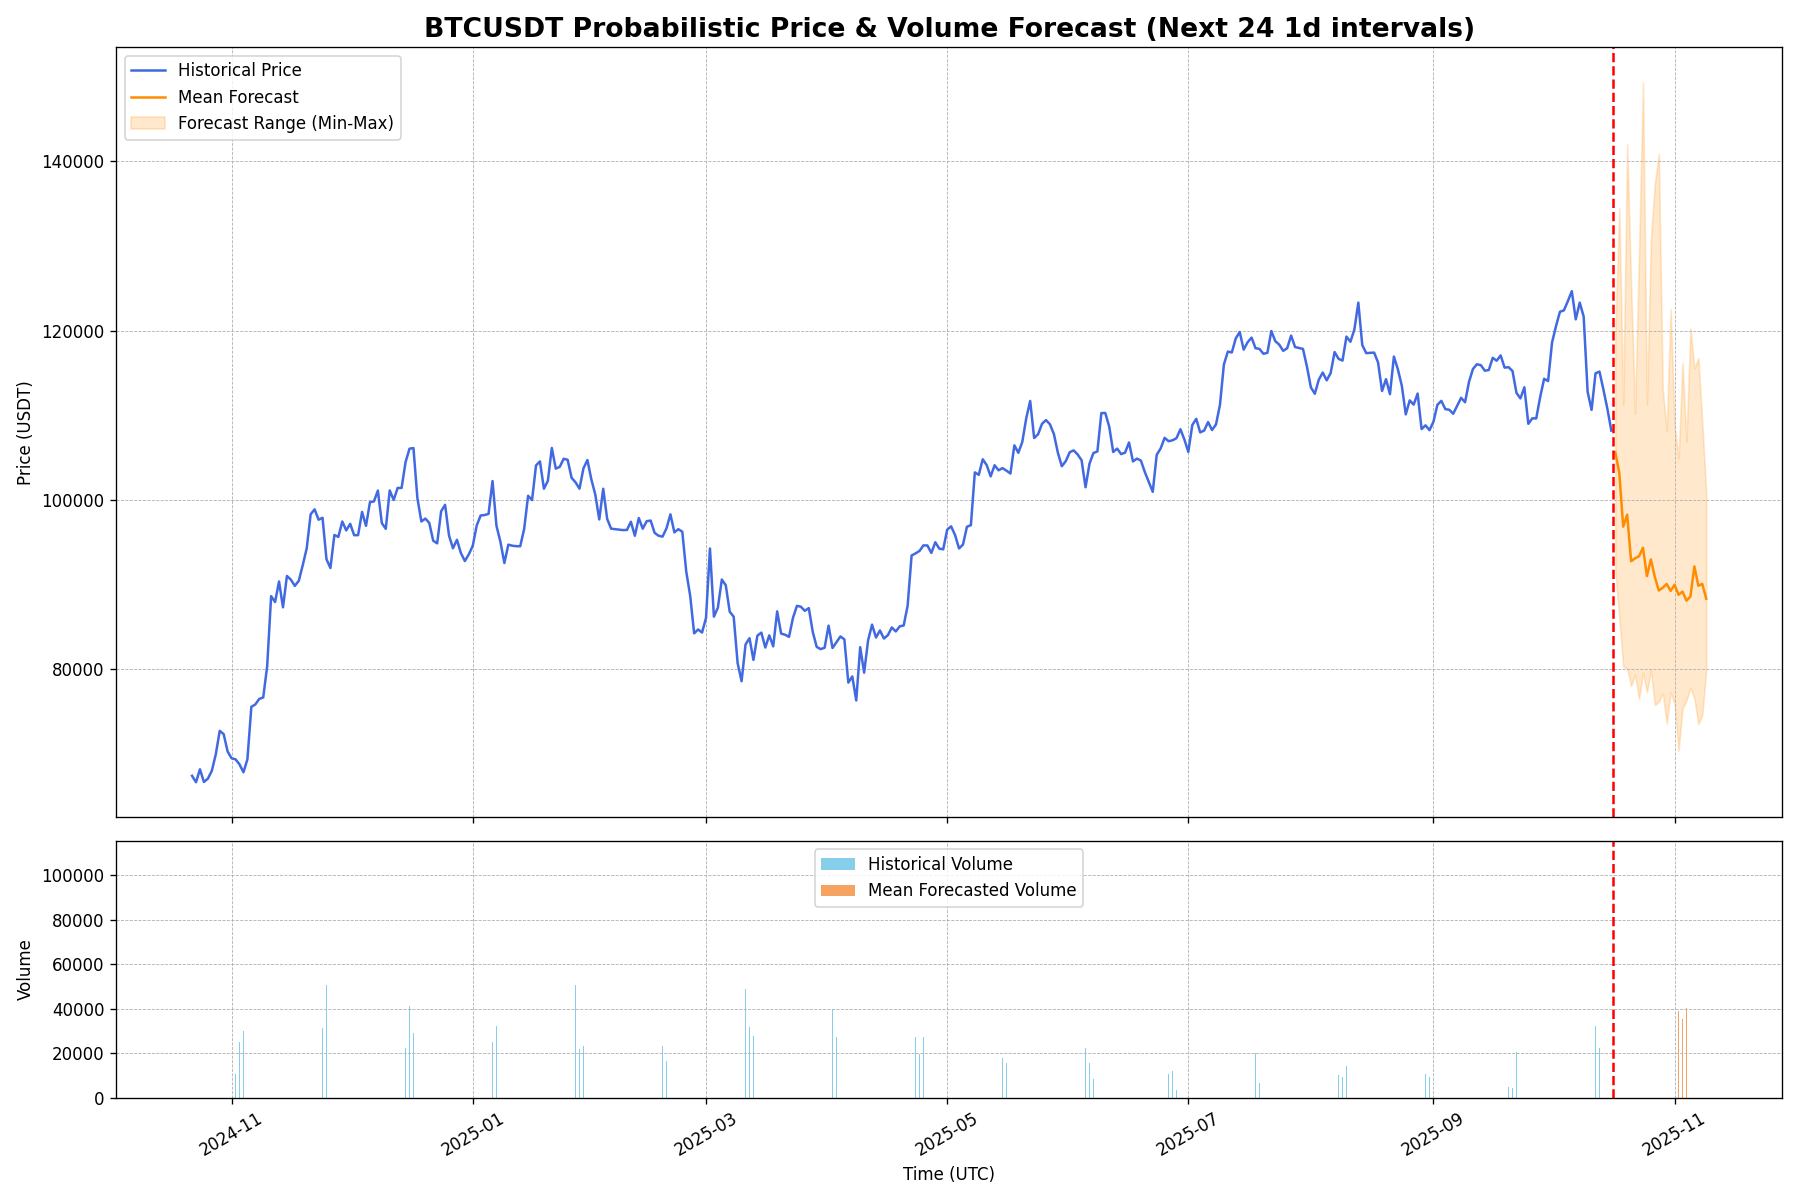 BTCUSDT Probabilistic Price & Volume Forecast (Next 24 1d intervals)
Historical Price
Mean Forecast
Forecast Range (Min-Max)
140000
120000
100000
80000
Price (USDT)
Historical Volume
Mean Forecasted Volume
100000
80000
60000
40000
20000
0
Volume
2024-11
2025-01
2025-03
2025-05
2025-07
2025-09
2025-11
Time (UTC)